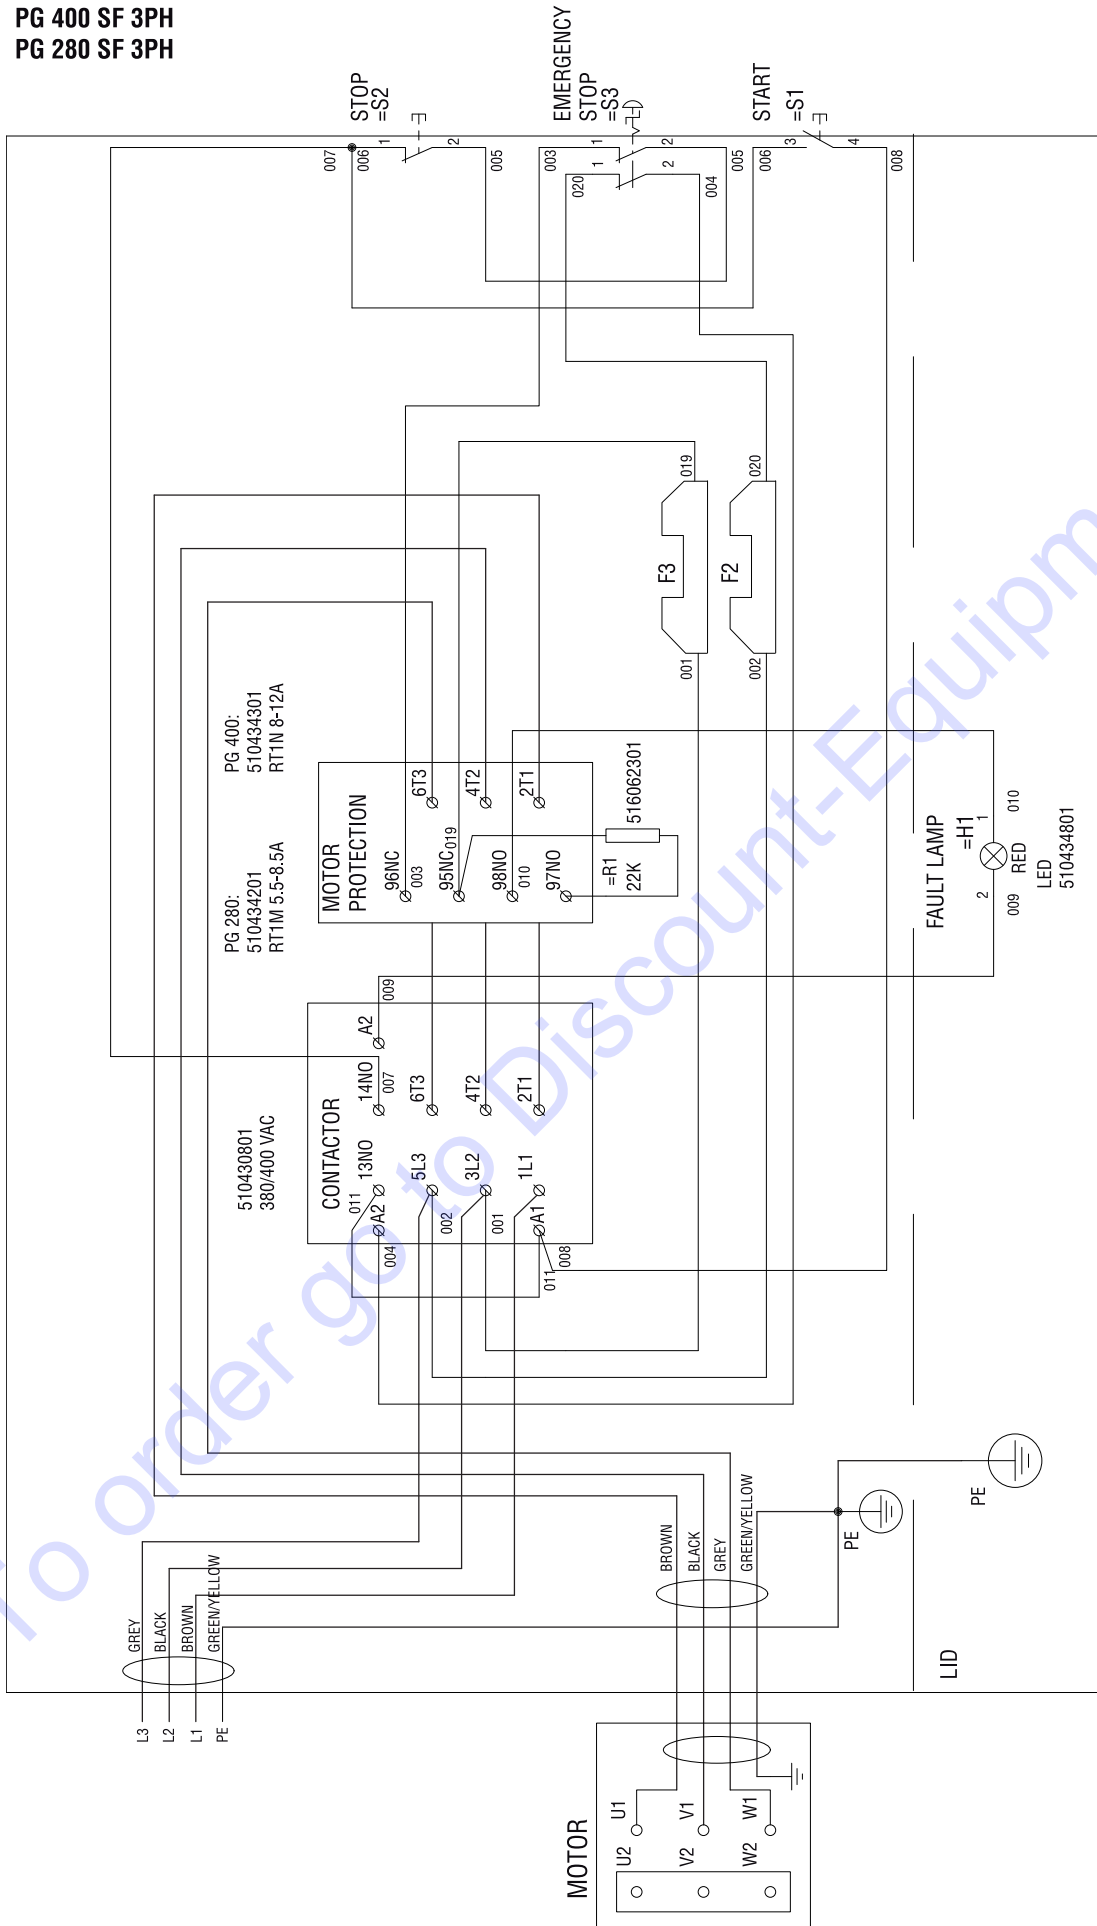 PG 400 SF 3PH
PG 280 SF 3PH
STOP
=S2
EMERGENCY
STOP
=S3
START
=S1
007
006
1
2
005
003
020
1
1
2
2
004
005
006
3
4
008
019
020
F3
F2
001
002
PG 400:
510434301
RT1N 8-12A
PG 280:
510434201
RT1M 5.5-8.5A
MOTOR
PROTECTION
96NC
003
95NC
019
98NO
010
97NO
6T3
4T2
2T1
=R1
22K
516062301
FAULT LAMP
=H1
1
2
RED
LED
510434801
009
010
510430801
380/400 VAC
CONTACTOR
13NO
14NO
007
A2
009
011
A2
004
5L3
6T3
002
3L2
4T2
001
1L1
2T1
A1
011
008
GREY
BLACK
BROWN
GREEN/YELLOW
L3
L2
L1
PE
BROWN
BLACK
GREY
GREEN/YELLOW
PE
PE
LID
MOTOR
U2
U1
V2
V1
W2
W1
To order go to Discount-Equipm